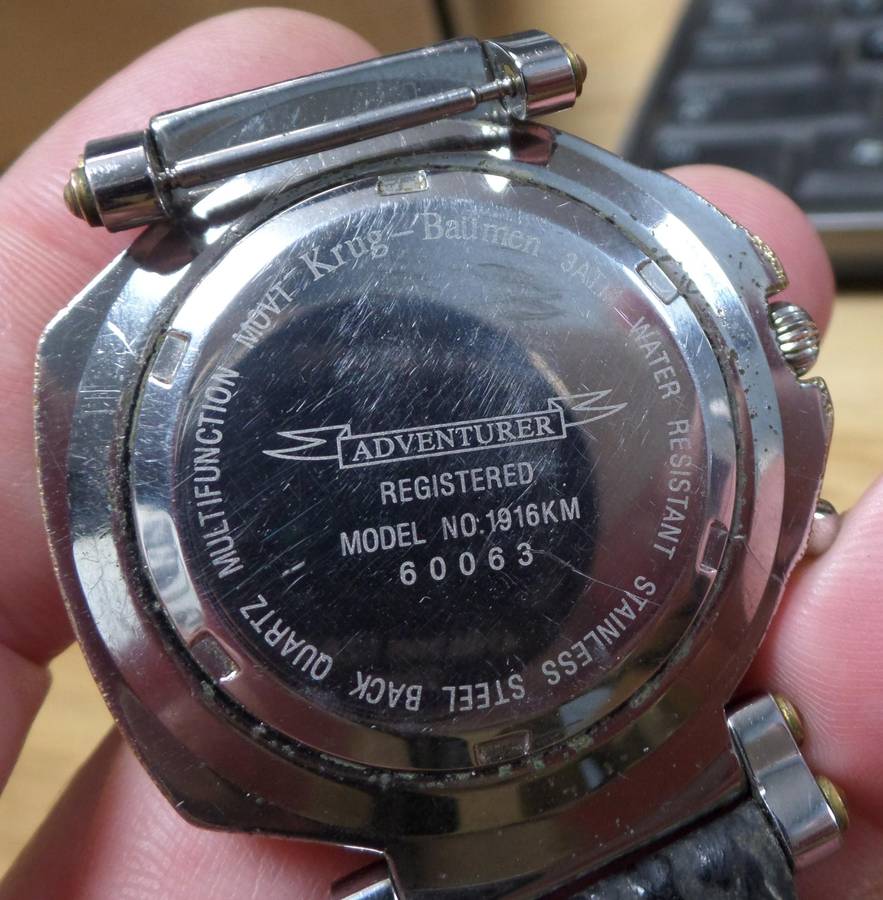 Krug-Baümen 3ATM WATER RESISTANT STAINLESS STEEL BACK QUARTZ MULTIFUNCTION MOVT
ADVENTURER
REGISTERED
MODEL NO.1916KM
60063